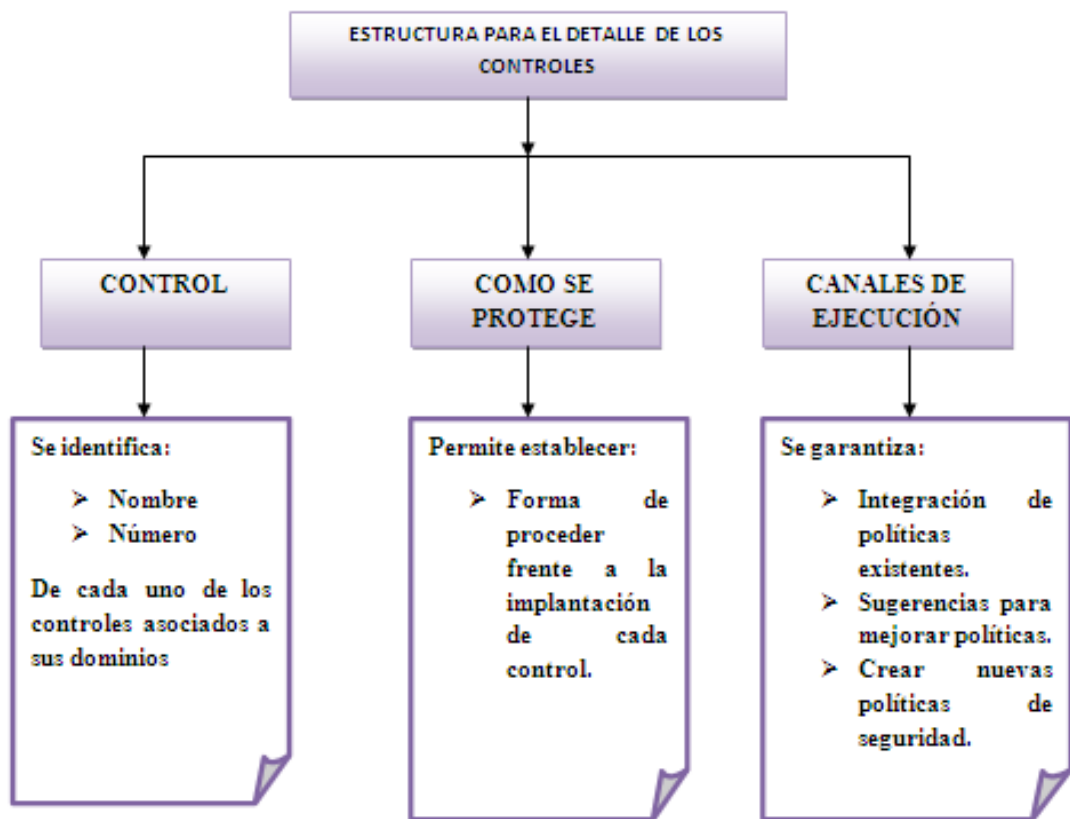 ESTRUCTURA PARA EL DETALLE DE LOS
CONTROLES
CONTROL
Se identifica:
➢ Nombre
➢ Número
De cada uno de los
controles asociados a
sus dominios
COMO SE
PROTEGE
Permite establecer:
➢ Forma de
proceder
frente a la
implantación
de cada
control.
CANALES DE
EJECUCIÓN
Se garantiza:
➢ Integración de
políticas
existentes.
➢ Sugerencias para
mejorar políticas.
➢ Crear nuevas
políticas de
seguridad.